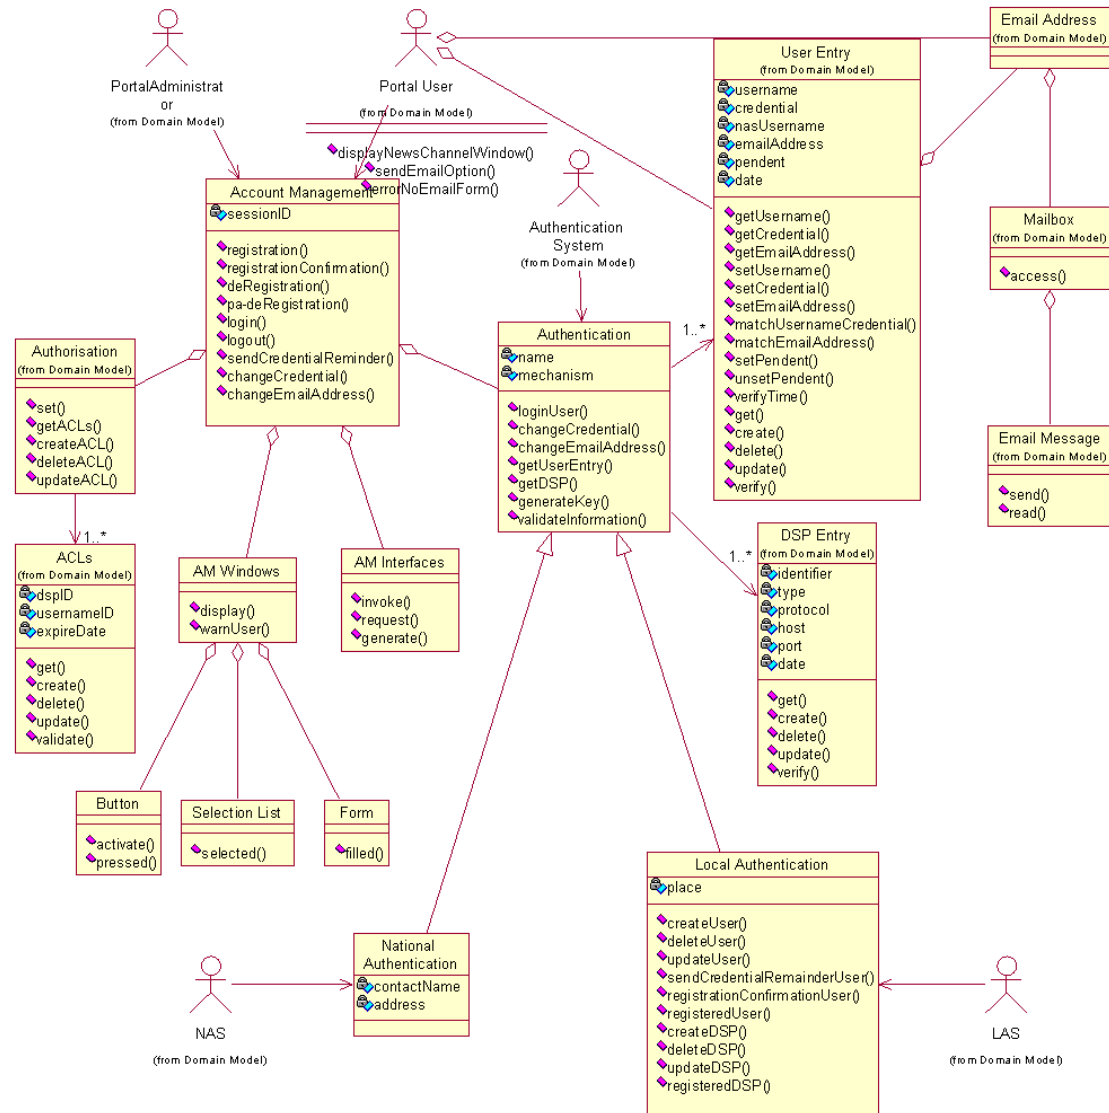 PortalAdministrat
or
(from Domain Model)
Portal User
(from Domain Model)
displayNewsChannelWindow()
sendEmailOption()
errorNoEmailForm()
Email Address
(from Domain Model)
User Entry
(from Domain Model)
username
credential
nasUsername
emailAddress
pendent
date
getUsername()
getCredential()
getEmailAddress()
setUsername()
setCredential()
setEmailAddress()
matchUsernameCredential()
matchEmailAddress()
setPendent()
unsetPendent()
verifyTime()
get()
create()
delete()
update()
verify()
Account Management
sessionID
registration()
registrationConfirmation()
deRegistration()
pa-deRegistration()
login()
logout()
sendCredentialReminder()
changeCredential()
changeEmailAddress()
Authentication
System
(from Domain Model)
Mailbox
(from Domain Model)
access()
Authorisation
(from Domain Model)
set()
getACLs()
createACL()
deleteACL()
updateACL()
Authentication
name
mechanism
loginUser()
changeCredential()
changeEmailAddress()
getUserEntry()
getDSP()
generateKey()
validateInformation()
1..*
Email Message
(from Domain Model)
send()
read()
1..*
ACLs
(from Domain Model)
dspID
usernameID
expireDate
get()
create()
delete()
update()
validate()
AM Windows
display()
warnUser()
AM Interfaces
invoke()
request()
generate()
1..*
DSP Entry
(from Domain Model)
identifier
type
protocol
host
port
date
get()
create()
delete()
update()
verify()
Button
activate()
pressed()
Selection List
selected()
Form
filled()
Local Authentication
place
createUser()
deleteUser()
updateUser()
sendCredentialRemainderUser()
registrationConfirmationUser()
registeredUser()
createDSP()
deleteDSP()
updateDSP()
registeredDSP()
National
Authentication
contactName
address
NAS
(from Domain Model)
LAS
(from Domain Model)